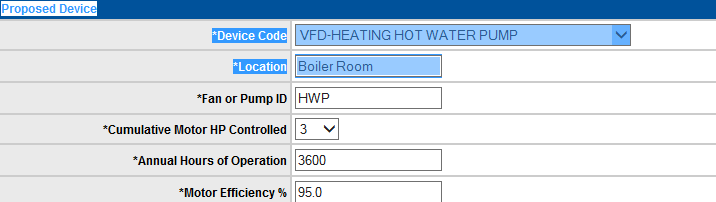 Proposed Device
*Device Code VFD-HEATING HOT WATER PUMP
*Location Boiler Room
*Fan or Pump ID HWP
*Cumulative Motor HP Controlled 3
*Annual Hours of Operation 3600
*Motor Efficiency % 95.0